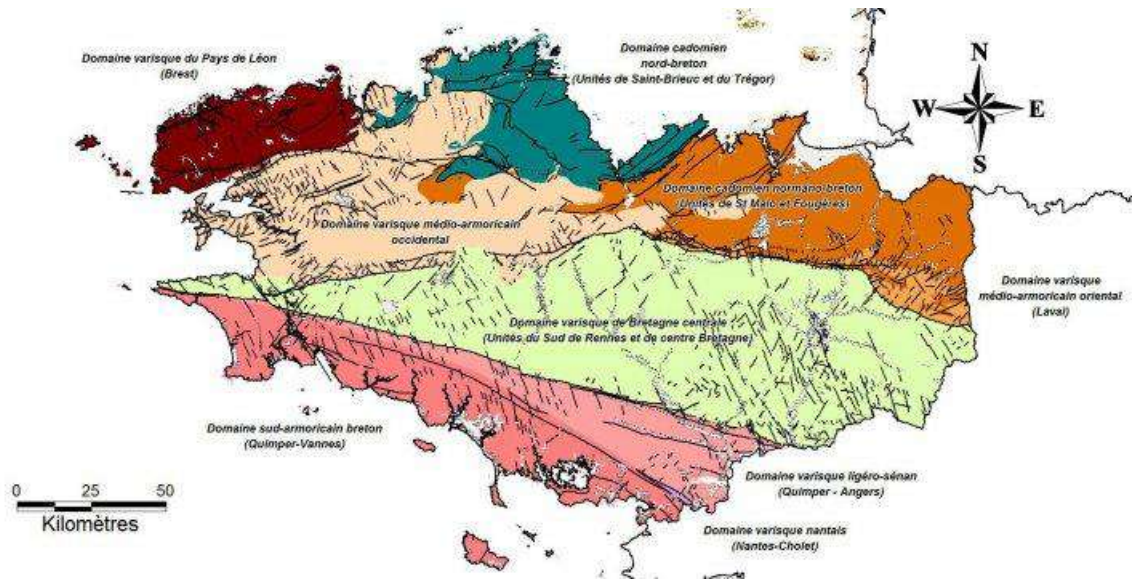 Domaine varisque du Pays de Léon
(Brest)
Domaine cadomien
nord-breton
(Unités de Saint-Brieuc et du Trégor)
N
W
E
S
Domaine cadomien normano-breton
(Unités de St Malo et Fougères)
Domaine varisque médio-armoricain
occidental
Domaine varisque
médio-armoricain oriental
(Laval)
Domaine varisque de Bretagne centrale
(Unités du Sud de Rennes et de centre Bretagne)
Domaine sud-armoricain breton
(Quimper-Vannes)
Domaine varisque ligéro-sénan
(Quimper - Angers)
0 25 50
Kilomètres
Domaine varisque nantais
(Nantes-Cholet)